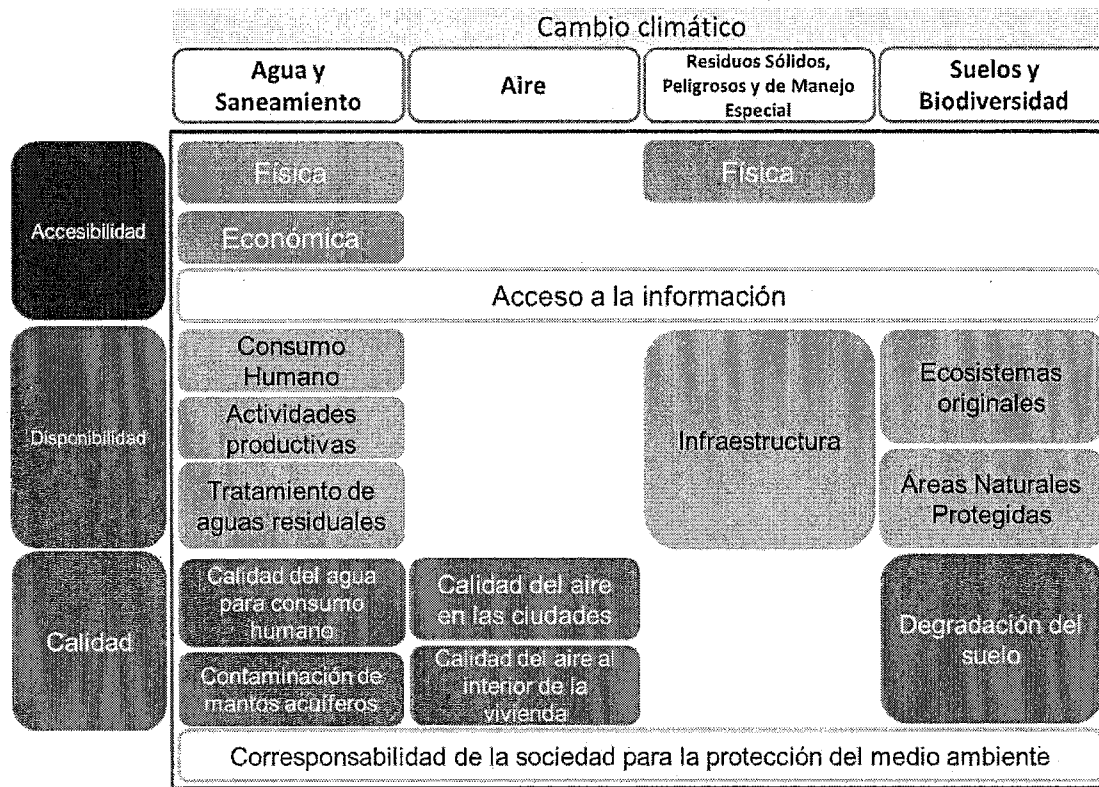 Cambio climático
Agua y
Saneamiento
Aire
Residuos Sólidos,
Peligrosos y de Manejo
Especial
Suelos y
Biodiversidad
Accesibilidad
Física
Física
Económica
Acceso a la información
Disponibilidad
Consumo
Humano
Actividades
productivas
Tratamiento de
aguas residuales
Infraestructura
Ecosistemas
originales
Áreas Naturales
Protegidas
Calidad
Calidad del agua
para consumo
humano
Contaminación de
mantos acuíferos
Calidad del aire
en las ciudades
Calidad del aire al
interior de la
vivienda
Degradación del
suelo
Corresponsabilidad de la sociedad para la protección del medio ambiente